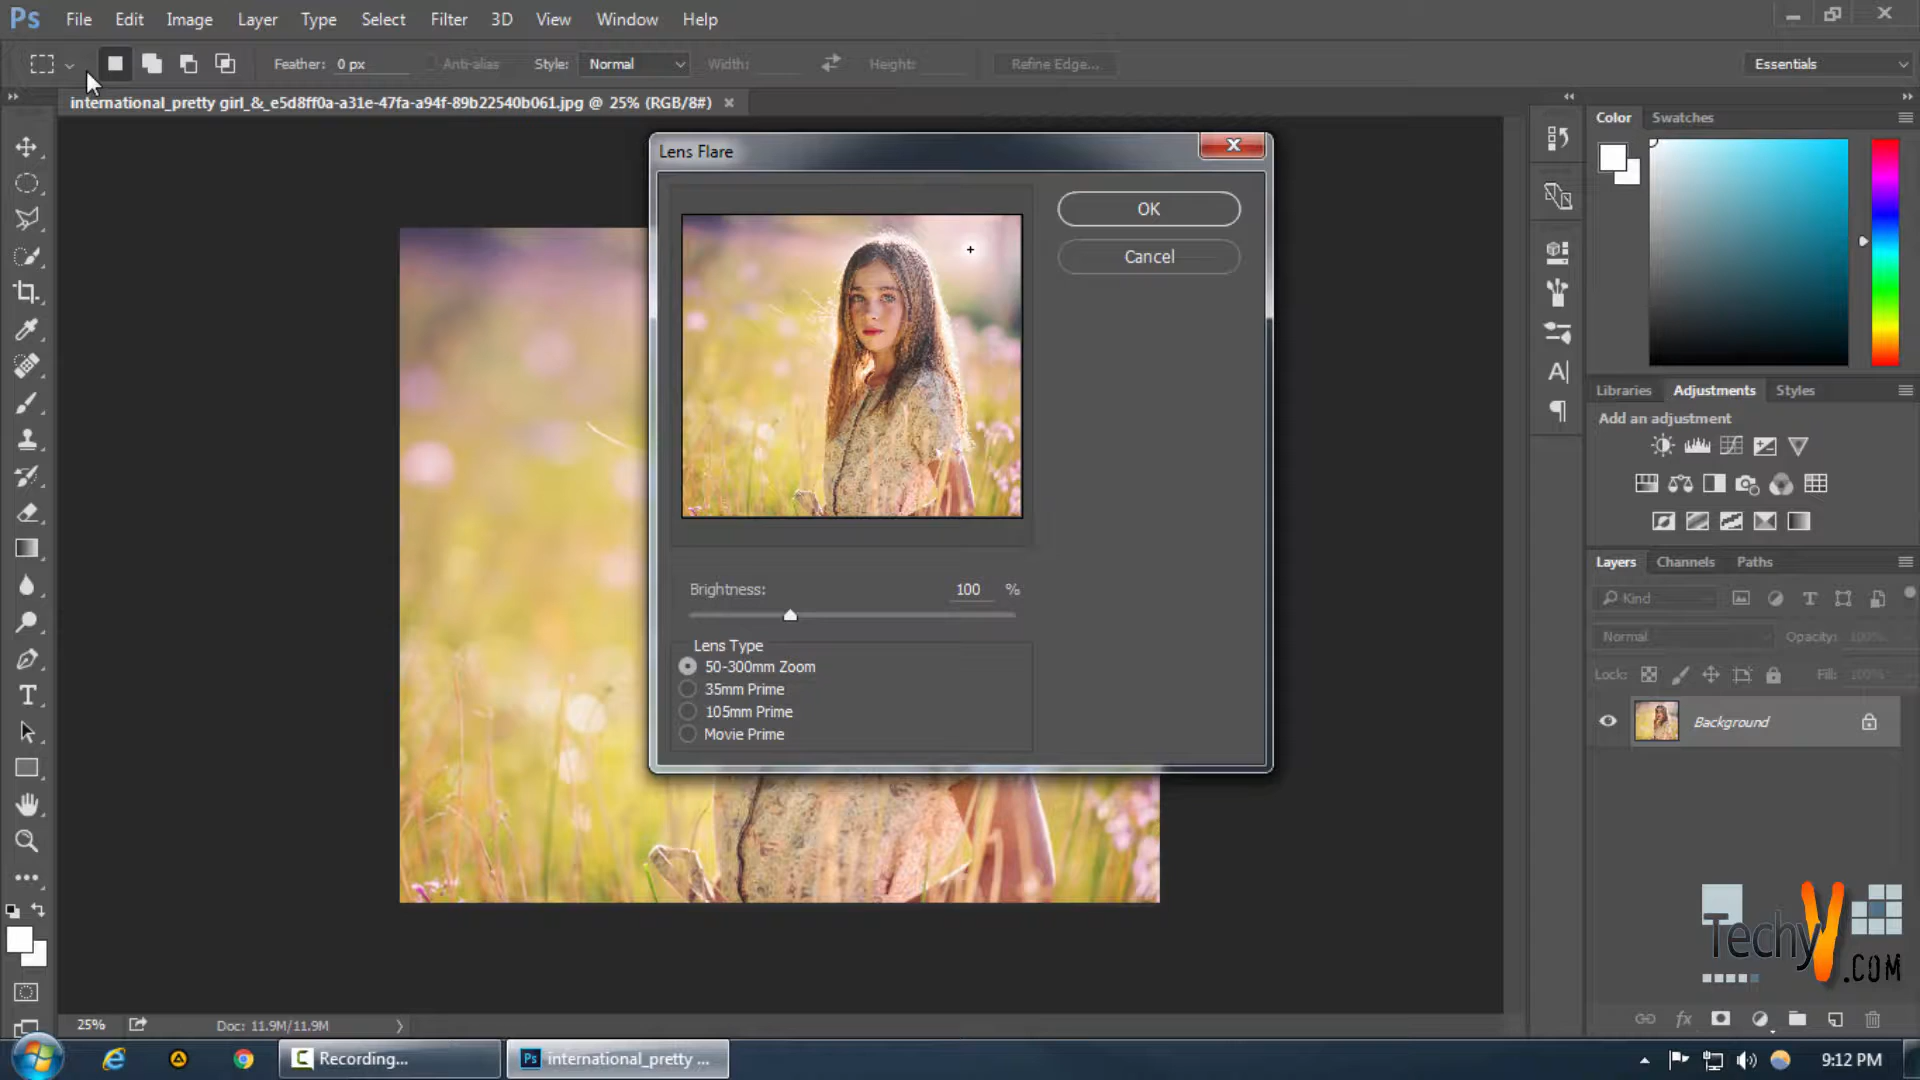 Ps File Edit Image Layer Type Select Filter 3D View Window Help
Feather: 0 px Anti-alias Style: Normal Width: Height: Refine Edge... Essentials
international_pretty girl_&_e5d8ff0a-a31e-47fa-a94f-89b22540b061.jpg @ 25% (RGB/8#)
Color Swatches
Lens Flare
OK
Cancel
Brightness: 100 %
Lens Type
50-300mm Zoom
35mm Prime
105mm Prime
Movie Prime
Libraries Adjustments Styles
Add an adjustment
Layers Channels Paths
Kind
Normal Opacity: 100%
Lock: Fill: 100%
Background
TechyV
.COM
25% Doc: 11.9M/11.9M
Recording...
Ps international_pretty ...
9:12 PM